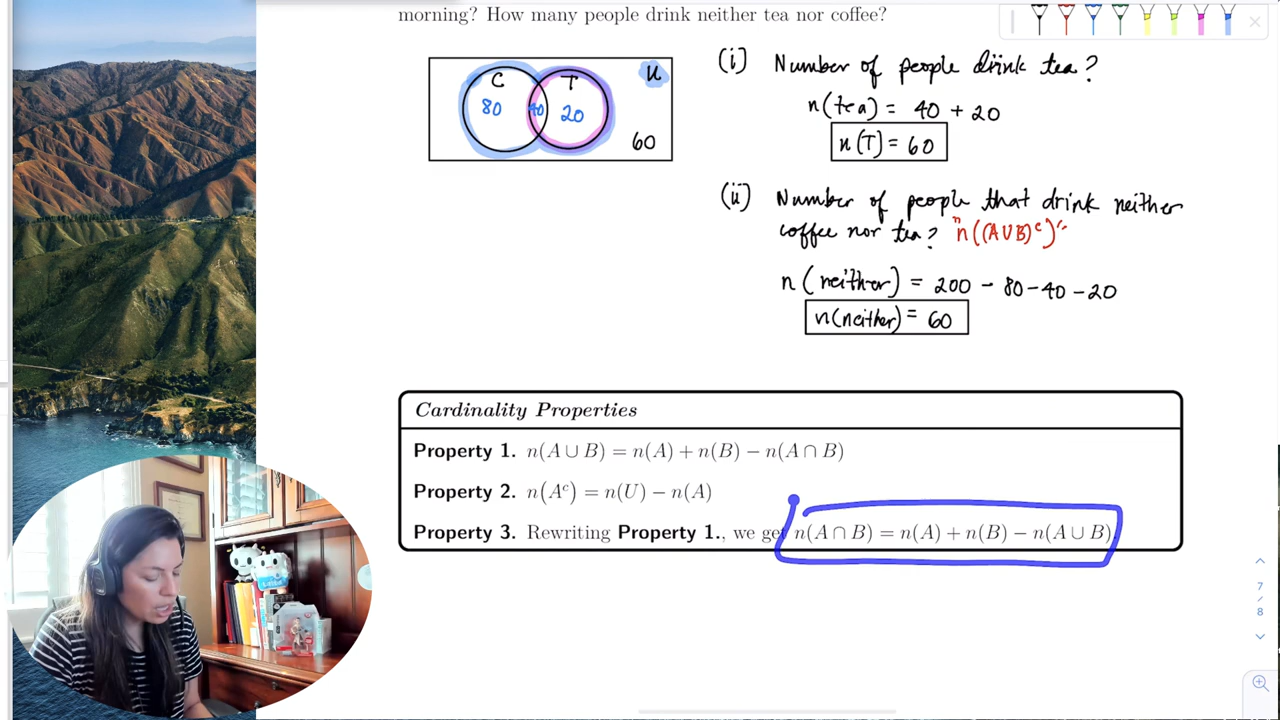 morning? How many people drink neither tea nor coffee?
C T U
80 40 20
60
(i) Number of people drink tea?
n(tea) = 40 + 20
n(T) = 60
(ii) Number of people that drink neither
coffee nor tea? "n((A∪B)ᶜ)"
n(neither) = 200 - 80 - 40 - 20
n(neither) = 60
Cardinality Properties
Property 1. n(A ∪ B) = n(A) + n(B) − n(A ∩ B)
Property 2. n(Aᶜ) = n(U) − n(A)
Property 3. Rewriting Property 1., we get n(A ∩ B) = n(A) + n(B) − n(A ∪ B).
7
/
8